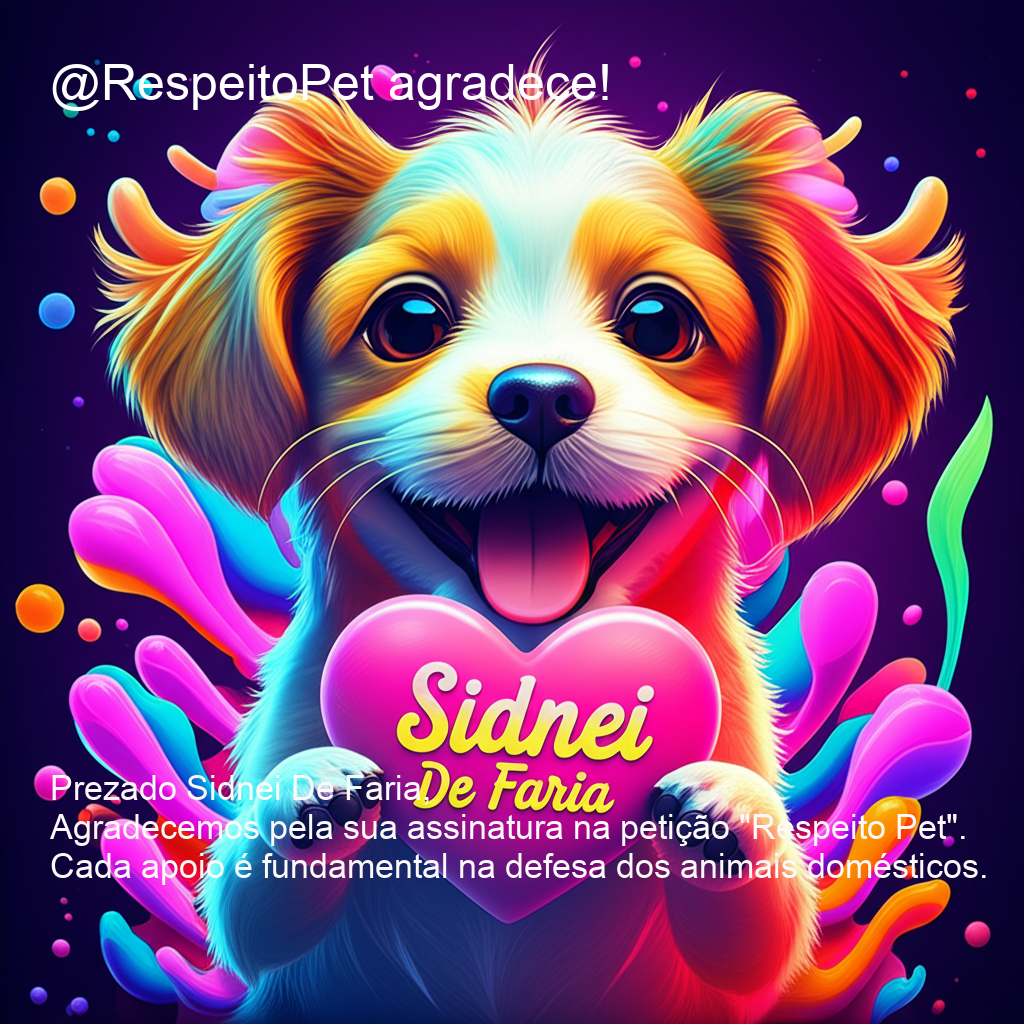 @RespeitoPet agradece!
Sidnei
De Faria
Prezado Sidnei De Faria,
Agradecemos pela sua assinatura na petição "Respeito Pet".
Cada apoio é fundamental na defesa dos animais domésticos.